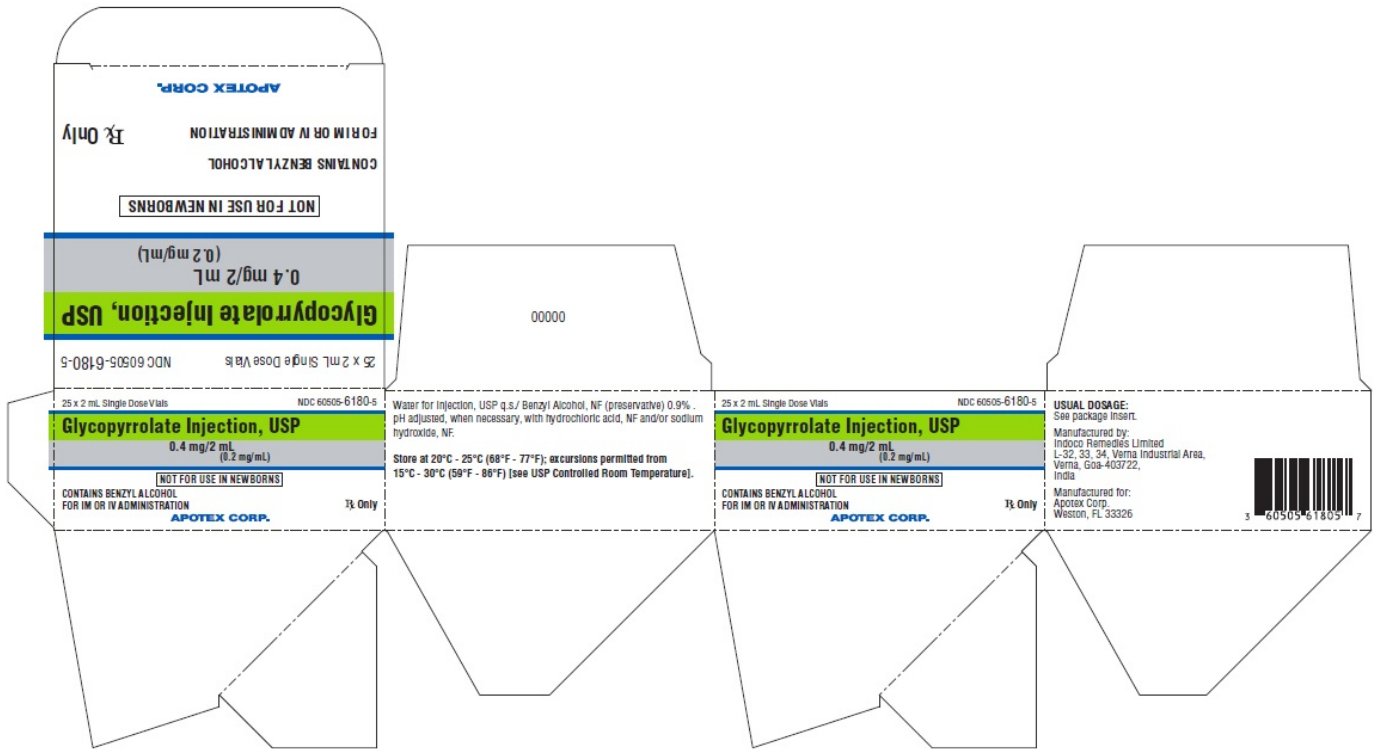 APOTEX CORP.
FOR IM OR IV ADMINISTRATION
Rx Only
CONTAINS BENZYL ALCOHOL
NOT FOR USE IN NEWBORNS
(0.2 mg/mL)
0.4 mg/2 mL
Glycopyrrolate Injection, USP
25 x 2 mL Single Dose Vials
NDC 60505-6180-5
00000
25 x 2 mL Single Dose Vials
NDC 60505-6180-5
Glycopyrrolate Injection, USP
0.4 mg/2 mL
(0.2 mg/mL)
NOT FOR USE IN NEWBORNS
CONTAINS BENZYL ALCOHOL
FOR IM OR IV ADMINISTRATION
Rx Only
APOTEX CORP.
Water for Injection, USP q.s./ Benzyl Alcohol, NF (preservative) 0.9% .
pH adjusted, when necessary, with hydrochloric acid, NF and/or sodium
hydroxide, NF.
Store at 20°C - 25°C (68°F - 77°F); excursions permitted from
15°C - 30°C (59°F - 86°F) [see USP Controlled Room Temperature].
25 x 2 mL Single Dose Vials
NDC 60505-6180-5
Glycopyrrolate Injection, USP
0.4 mg/2 mL
(0.2 mg/mL)
NOT FOR USE IN NEWBORNS
CONTAINS BENZYL ALCOHOL
FOR IM OR IV ADMINISTRATION
Rx Only
APOTEX CORP.
USUAL DOSAGE:
See package insert.
Manufactured by:
Indoco Remedies Limited
L-32, 33, 34, Verna Industrial Area,
Verna, Goa-403722,
India
Manufactured for:
Apotex Corp.
Weston, FL 33326
3 60505 61805 7